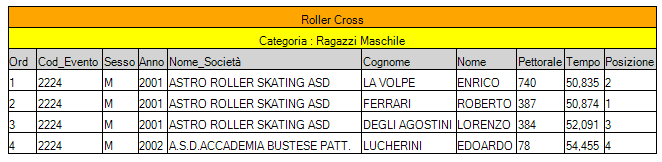 Roller Cross
Categoria : Ragazzi Maschile
Ord Cod_Evento Sesso Anno Nome_Società Cognome Nome Pettorale Tempo Posizione
1 2224 M 2001 ASTRO ROLLER SKATING ASD LA VOLPE ENRICO 740 50,835 2
2 2224 M 2001 ASTRO ROLLER SKATING ASD FERRARI ROBERTO 387 50,874 1
3 2224 M 2001 ASTRO ROLLER SKATING ASD DEGLI AGOSTINI LORENZO 384 52,091 3
4 2224 M 2002 A.S.D.ACCADEMIA BUSTESE PATT. LUCHERINI EDOARDO 78 54,455 4